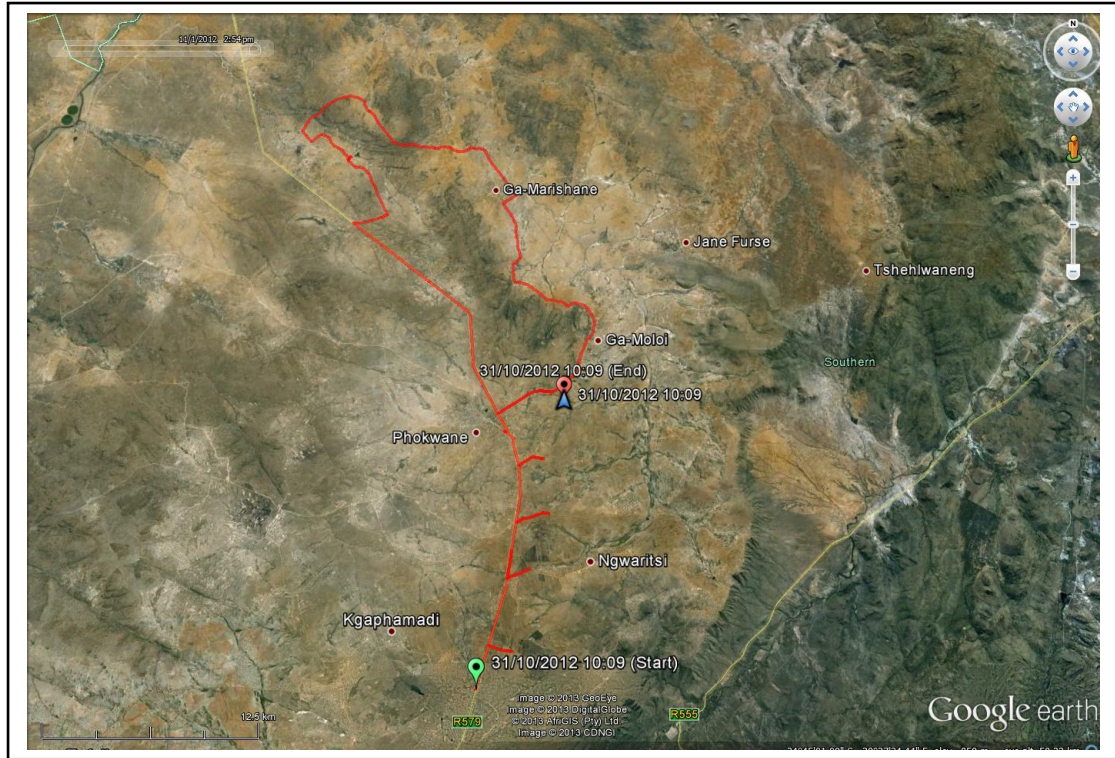 11/1/2012 2:54 pm
N
Ga-Marishane
Jane Furse
Tshehlwaneng
Ga-Moloi
Southern
31/10/2012 10:09 (End)
31/10/2012 10:09
Phokwane
Ngwaritsi
Kgaphamadi
31/10/2012 10:09 (Start)
Image © 2013 GeoEye
Image © 2013 DigitalGlobe
© 2013 AfriGIS (Pty) Ltd
Image © 2013 CDNGI
12.5 km
R579
R555
Google earth